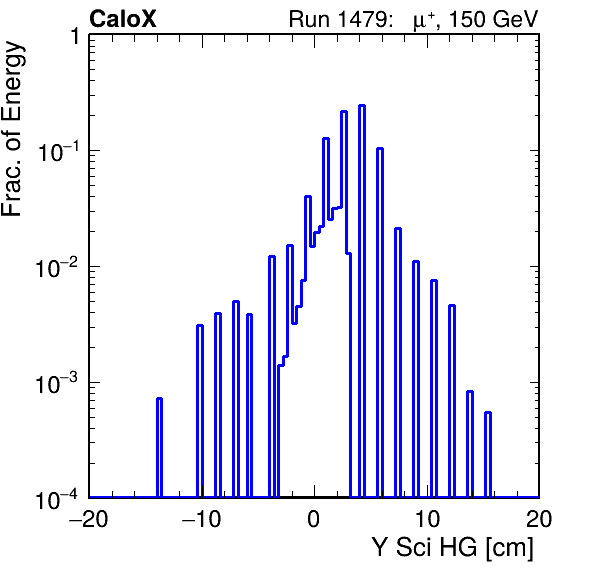 CaloX Run 1479: μ⁺, 150 GeV
Frac. of Energy
1
10⁻¹
10⁻²
10⁻³
10⁻⁴
−20 −10 0 10 20
Y Sci HG [cm]